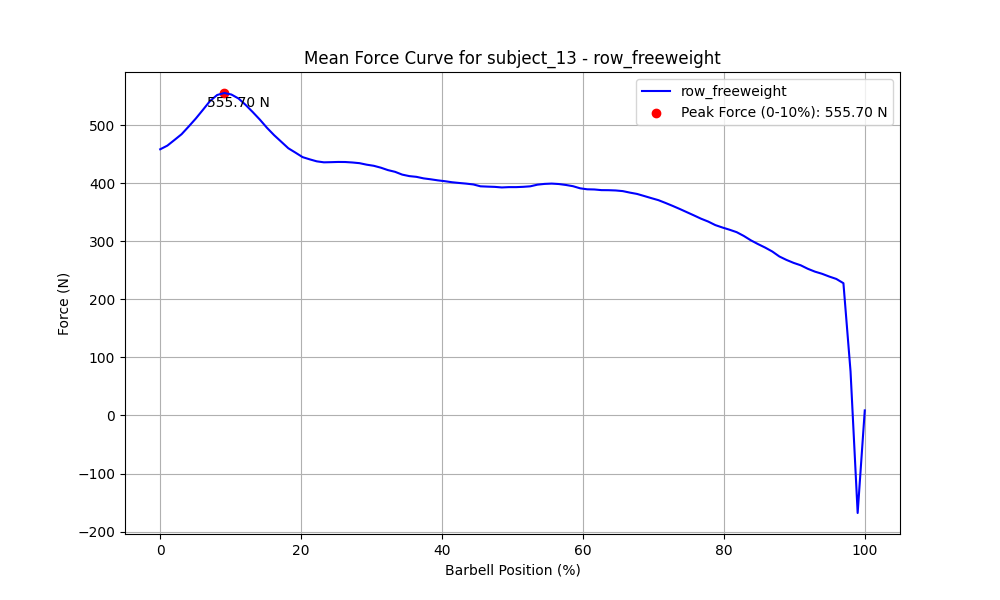 Mean Force Curve for subject_13 - row_freeweight
row_freeweight
Peak Force (0-10%): 555.70 N
555.70 N
500
400
300
200
100
0
−100
−200
Force (N)
0 20 40 60 80 100
Barbell Position (%)